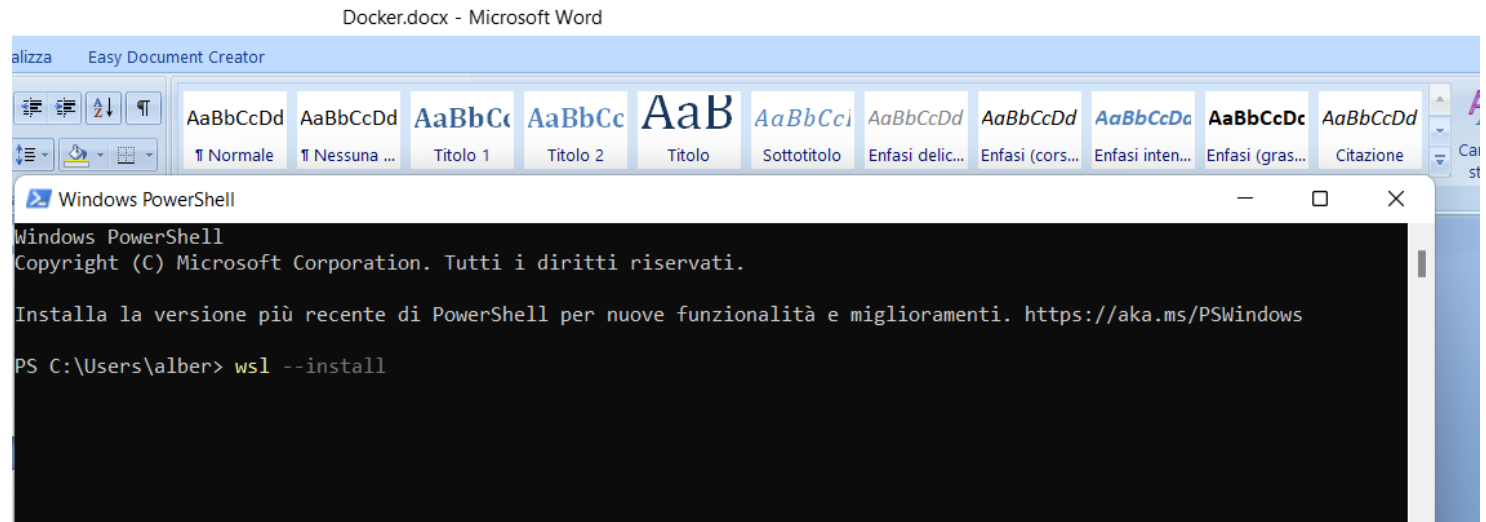 Docker.docx - Microsoft Word
alizza Easy Document Creator
AaBbCcDd AaBbCcDd AaBbCc AaBbCc AaB AaBbCcI AaBbCcDd AaBbCcDd AaBbCcDd AaBbCcDc AaBbCcDd
¶ Normale ¶ Nessuna ... Titolo 1 Titolo 2 Titolo Sottotitolo Enfasi delic... Enfasi (cors... Enfasi inten... Enfasi (gras... Citazione
Windows PowerShell
Windows PowerShell
Copyright (C) Microsoft Corporation. Tutti i diritti riservati.
Installa la versione più recente di PowerShell per nuove funzionalità e miglioramenti. https://aka.ms/PSWindows
PS C:\Users\alber> wsl --install